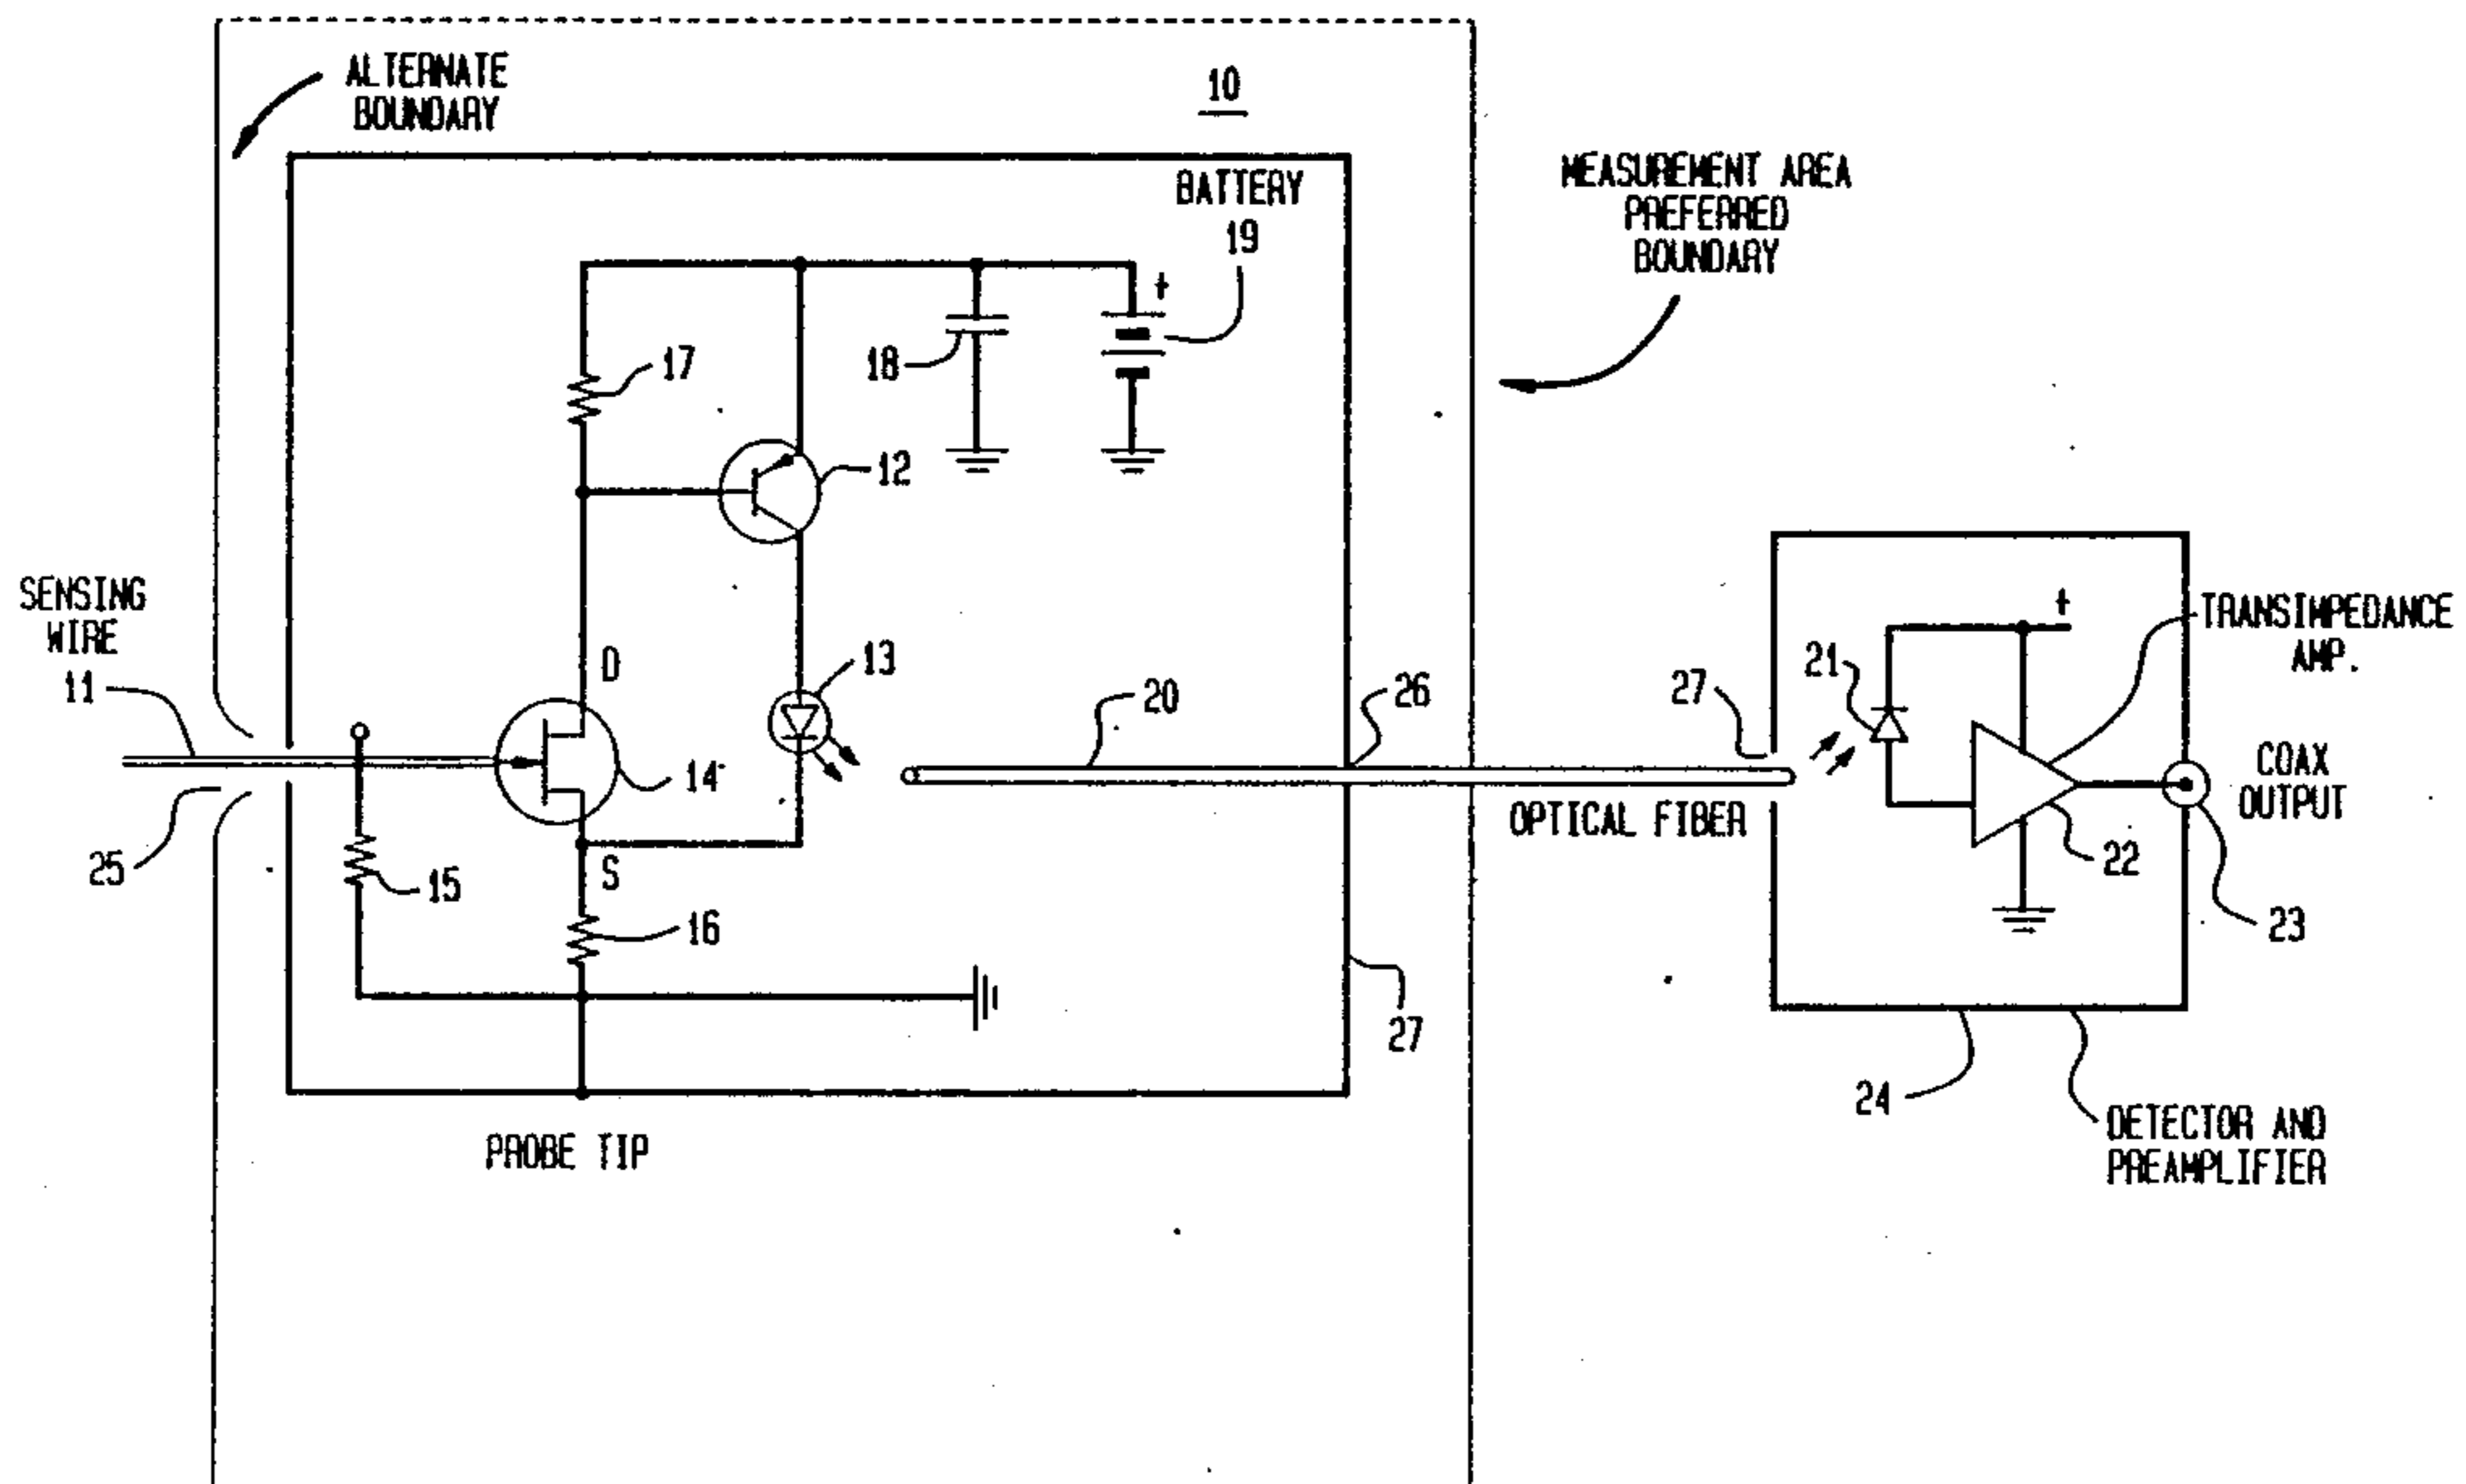 ALTERNATE
BOUNDARY
10
BATTERY
19
+
MEASUREMENT AREA
PREFERRED
BOUNDARY
17
18
12
SENSING
WIRE
11
D
13
20
26
27
21
+
TRANSIMPEDANCE
AMP.
14
25
15
S
16
OPTICAL FIBER
COAX
OUTPUT
22
23
27
24
PROBE TIP
DETECTOR AND
PREAMPLIFIER